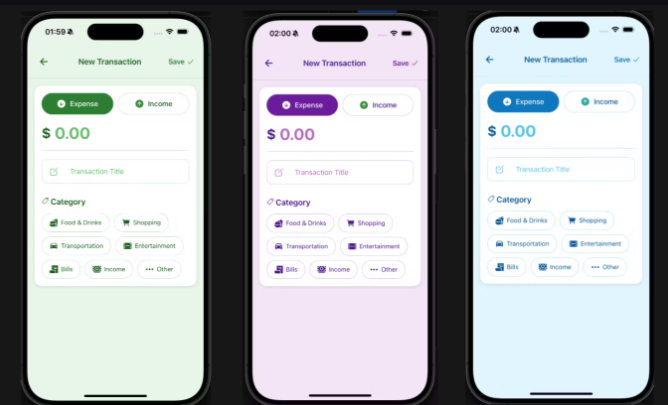 01:59
New Transaction
Save
Expense
Income
$ 0.00
Transaction Title
Category
Food & Drinks
Shopping
Transportation
Entertainment
Bills
Income
Other
02:00
New Transaction
Save
Expense
Income
$ 0.00
Transaction Title
Category
Food & Drinks
Shopping
Transportation
Entertainment
Bills
Income
Other
02:00
New Transaction
Save
Expense
Income
$ 0.00
Transaction Title
Category
Food & Drinks
Shopping
Transportation
Entertainment
Bills
Income
Other